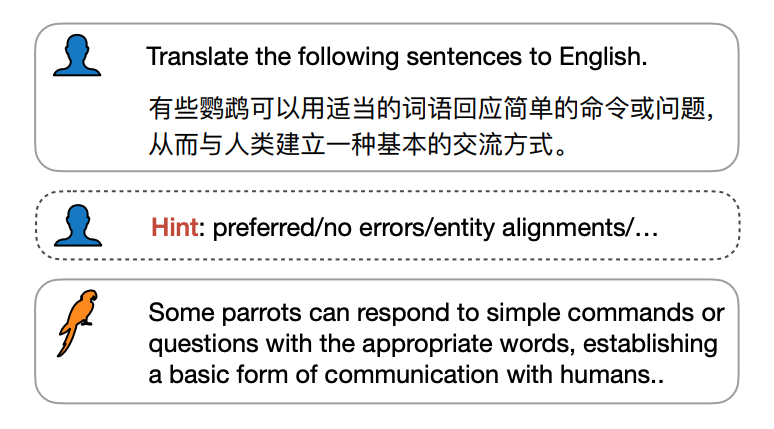 Translate the following sentences to English.
有些鹦鹉可以用适当的词语回应简单的命令或问题，
从而与人类建立一种基本的交流方式。
Hint: preferred/no errors/entity alignments/…
Some parrots can respond to simple commands or
questions with the appropriate words, establishing
a basic form of communication with humans..